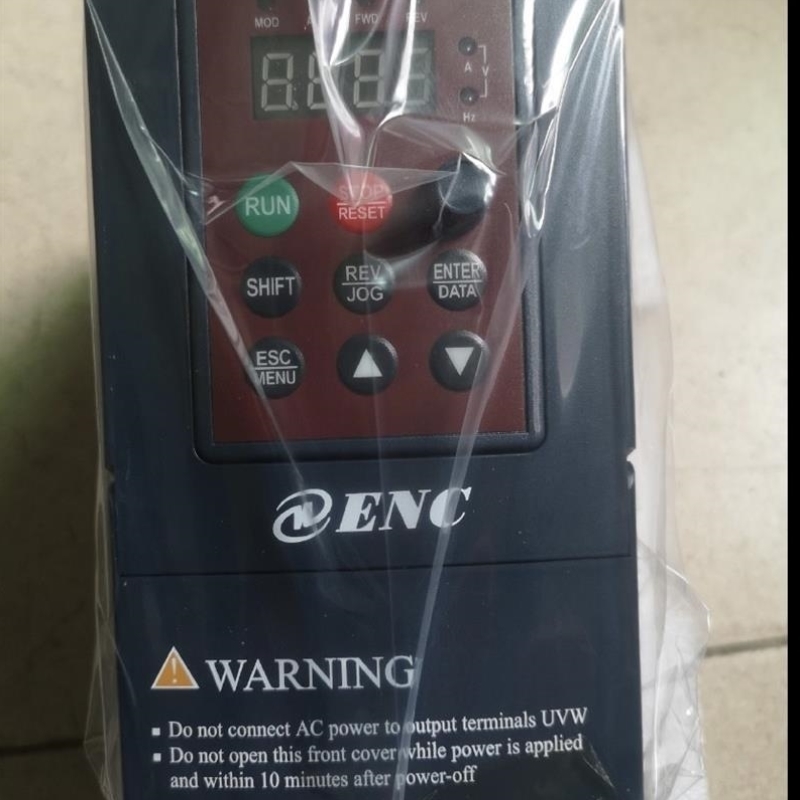 MOD FWD REV
A
V
Hz
RUN
STOP
RESET
SHIFT
REV
JOG
ENTER
DATA
ESC
MENU
ENC
WARNING
▪ Do not connect AC power to output terminals UVW
▪ Do not open this front cover while power is applied
and within 10 minutes after power-off